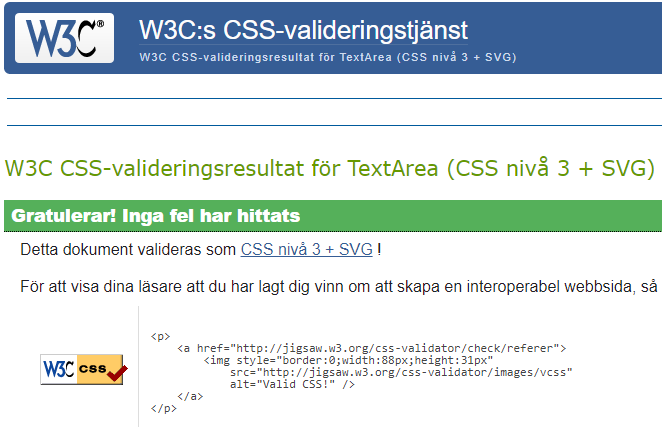 W3C® W3C:s CSS-valideringstjänst
W3C CSS-valideringsresultat för TextArea (CSS nivå 3 + SVG)
W3C CSS-valideringsresultat för TextArea (CSS nivå 3 + SVG)
Gratulerar! Inga fel har hittats
Detta dokument valideras som CSS nivå 3 + SVG !
För att visa dina läsare att du har lagt dig vinn om att skapa en interoperabel webbsida, så
W3C css
<p>
<a href="http://jigsaw.w3.org/css-validator/check/referer">
<img style="border:0;width:88px;height:31px"
src="http://jigsaw.w3.org/css-validator/images/vcss"
alt="Valid CSS!" />
</a>
</p>